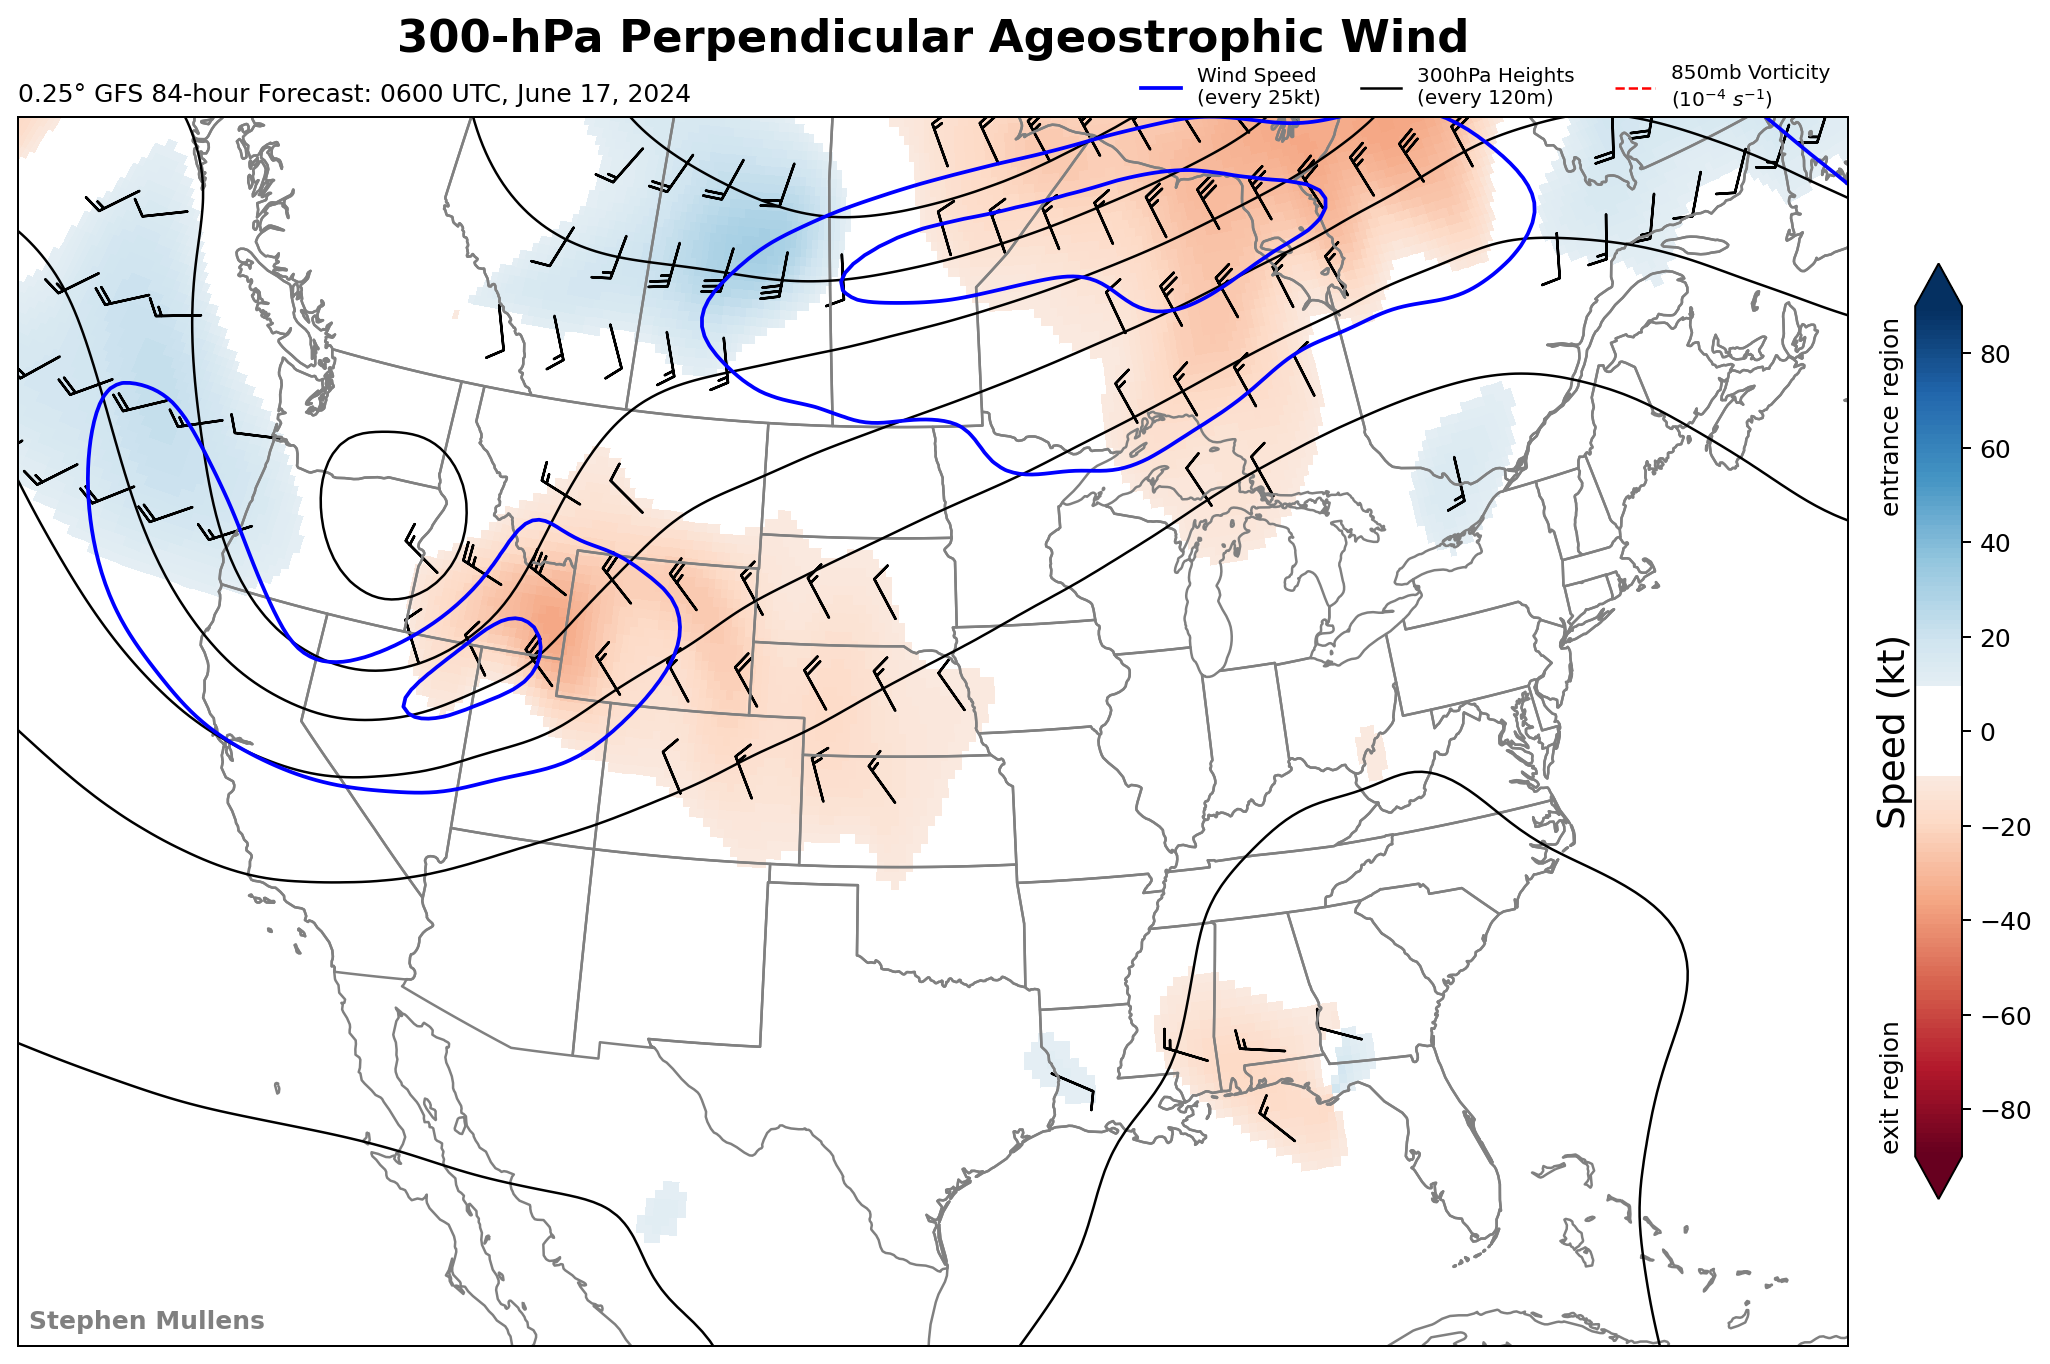 300-hPa Perpendicular Ageostrophic Wind
0.25° GFS 84-hour Forecast: 0600 UTC, June 17, 2024
Wind Speed
(every 25kt)
300hPa Heights
(every 120m)
850mb Vorticity
(10⁻⁴ s⁻¹)
entrance region
Speed (kt)
exit region
80
60
40
20
0
−20
−40
−60
−80
Stephen Mullens